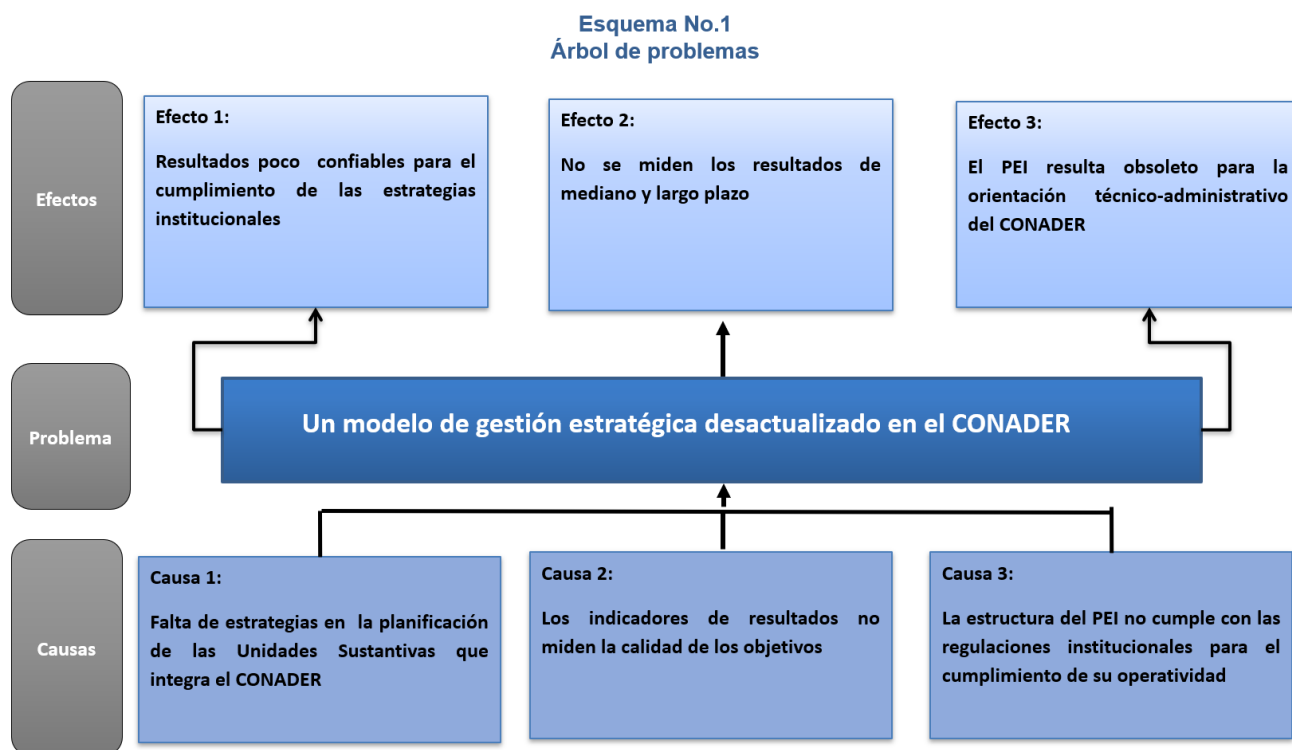 Esquema No.1
Árbol de problemas
Efectos
Efecto 1:
Resultados poco confiables para el
cumplimiento de las estrategias
institucionales
Efecto 2:
No se miden los resultados de
mediano y largo plazo
Efecto 3:
El PEI resulta obsoleto para la
orientación técnico-administrativo
del CONADER
Problema
Un modelo de gestión estratégica desactualizado en el CONADER
Causas
Causa 1:
Falta de estrategias en la planificación
de las Unidades Sustantivas que
integra el CONADER
Causa 2:
Los indicadores de resultados no
miden la calidad de los objetivos
Causa 3:
La estructura del PEI no cumple con las
regulaciones institucionales para el
cumplimiento de su operatividad